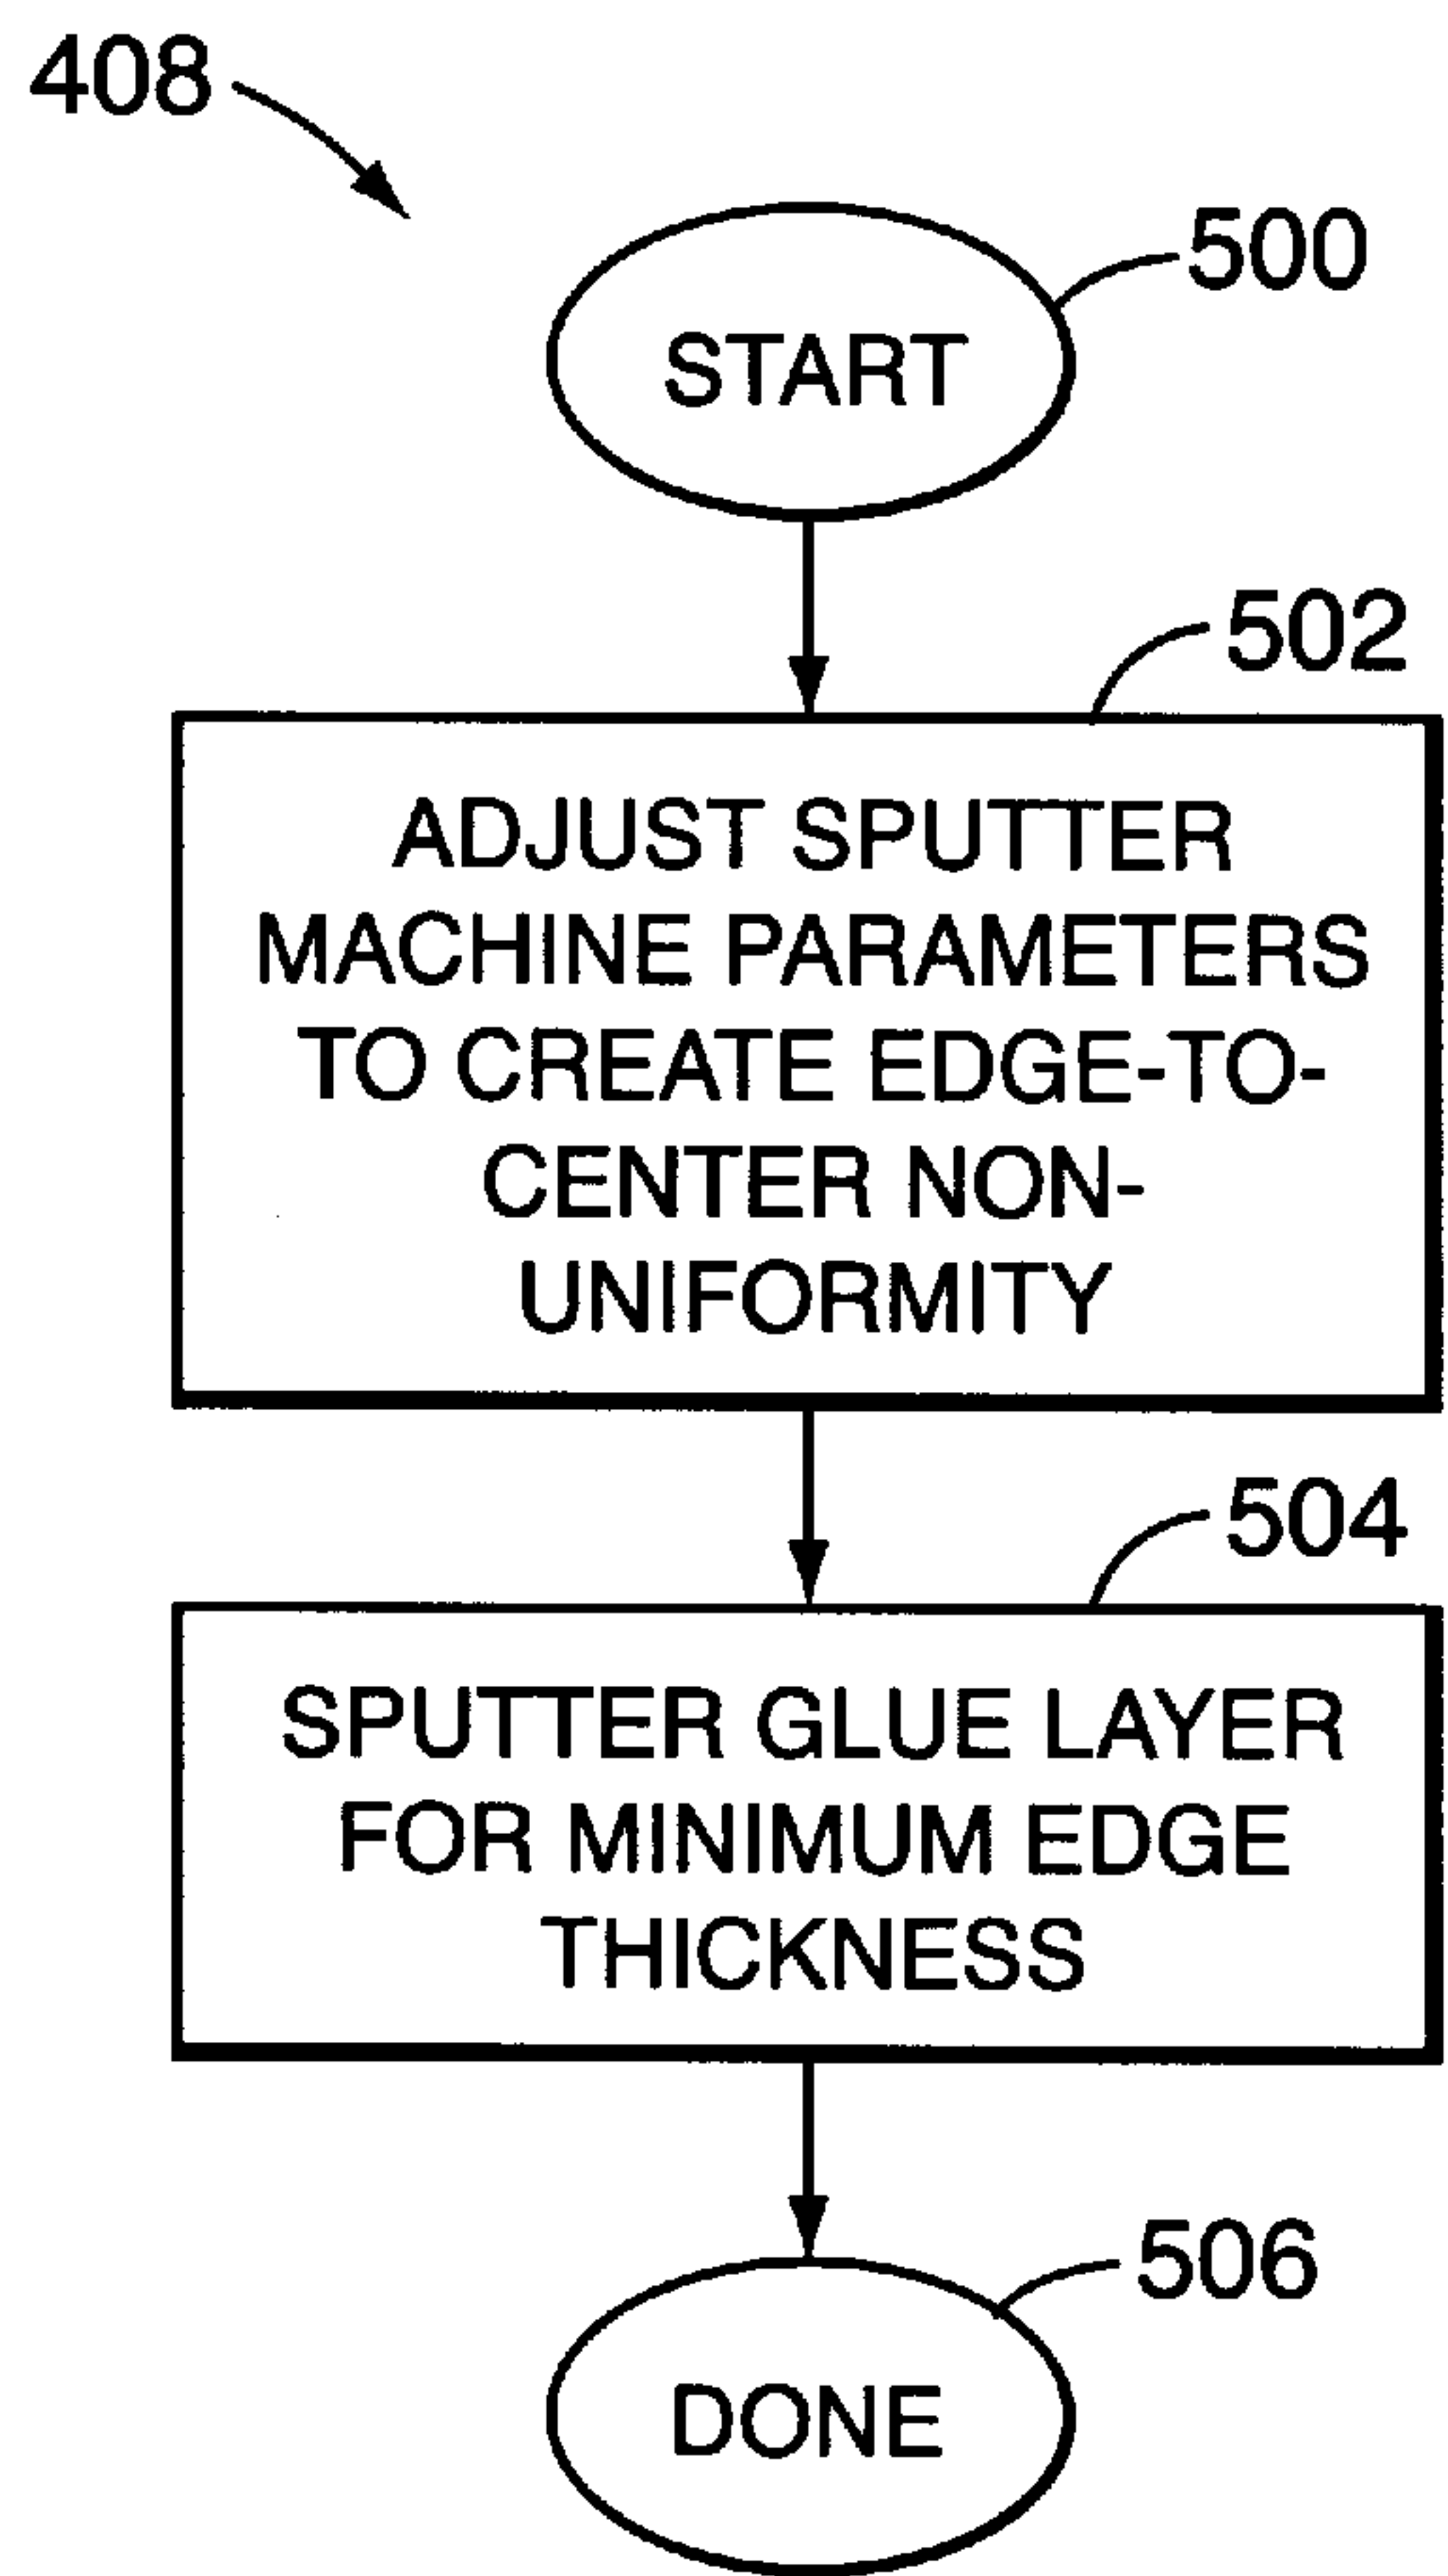 408
500
START
502
ADJUST SPUTTER
MACHINE PARAMETERS
TO CREATE EDGE-TO-
CENTER NON-
UNIFORMITY
504
SPUTTER GLUE LAYER
FOR MINIMUM EDGE
THICKNESS
506
DONE